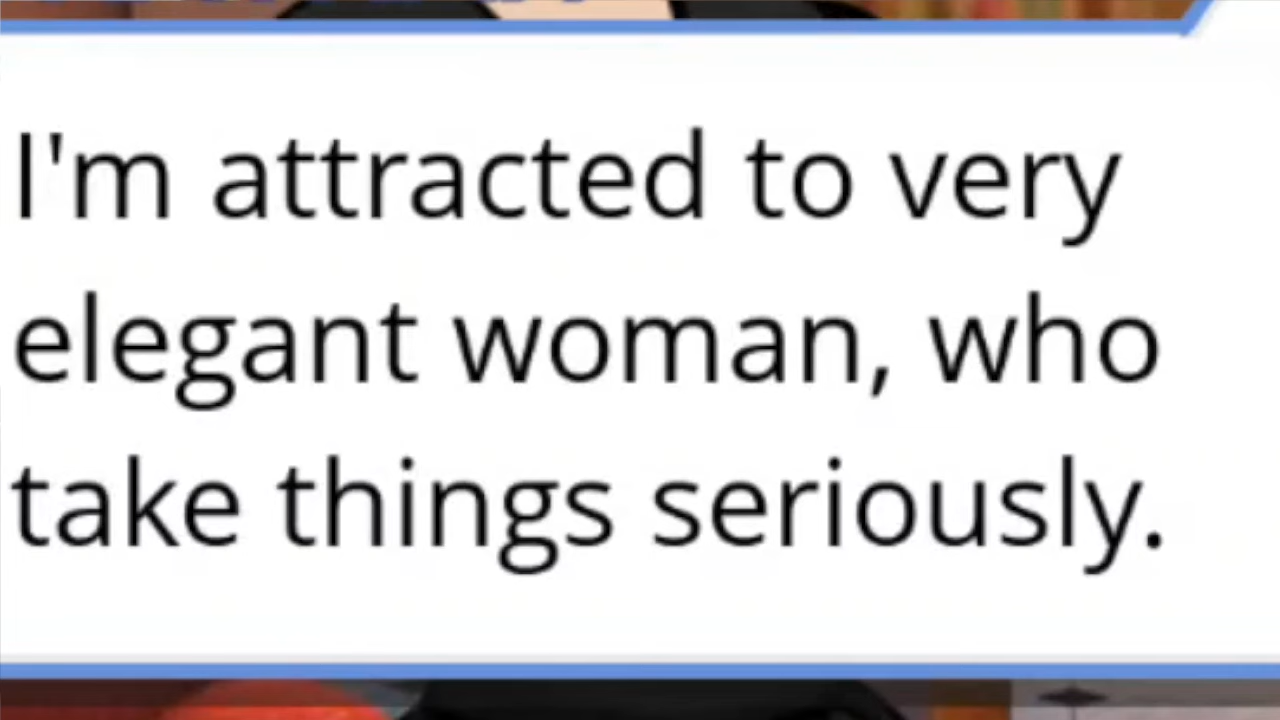 I'm attracted to very
elegant woman, who
take things seriously.